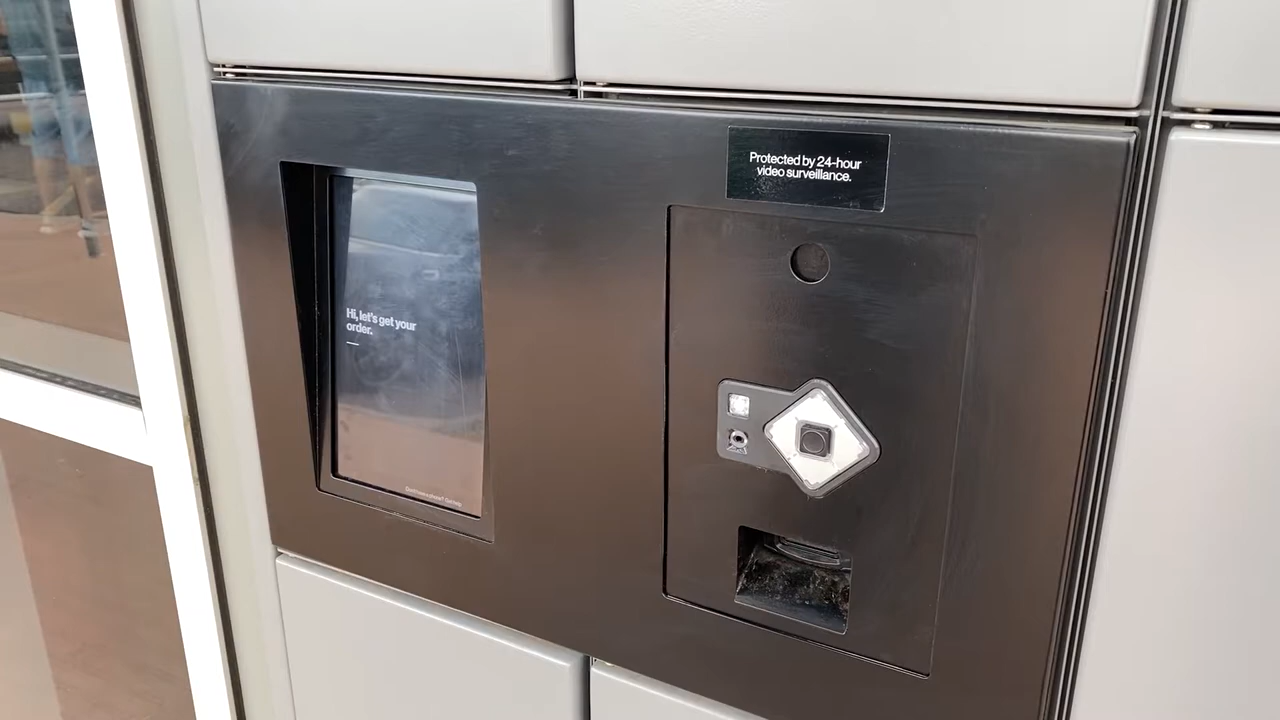 Protected by 24-hour
video surveillance.
Hi, let's get your
order.